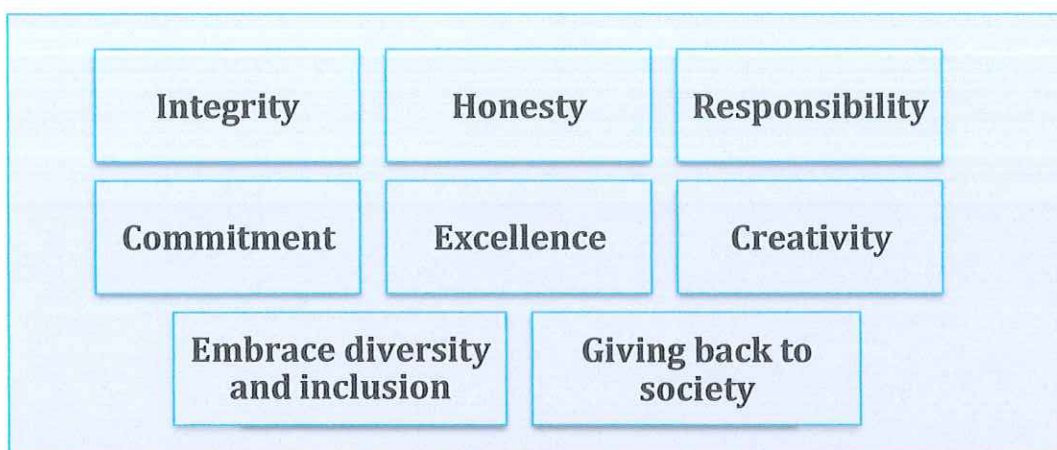 Integrity
Honesty
Responsibility
Commitment
Excellence
Creativity
Embrace diversity
and inclusion
Giving back to
society